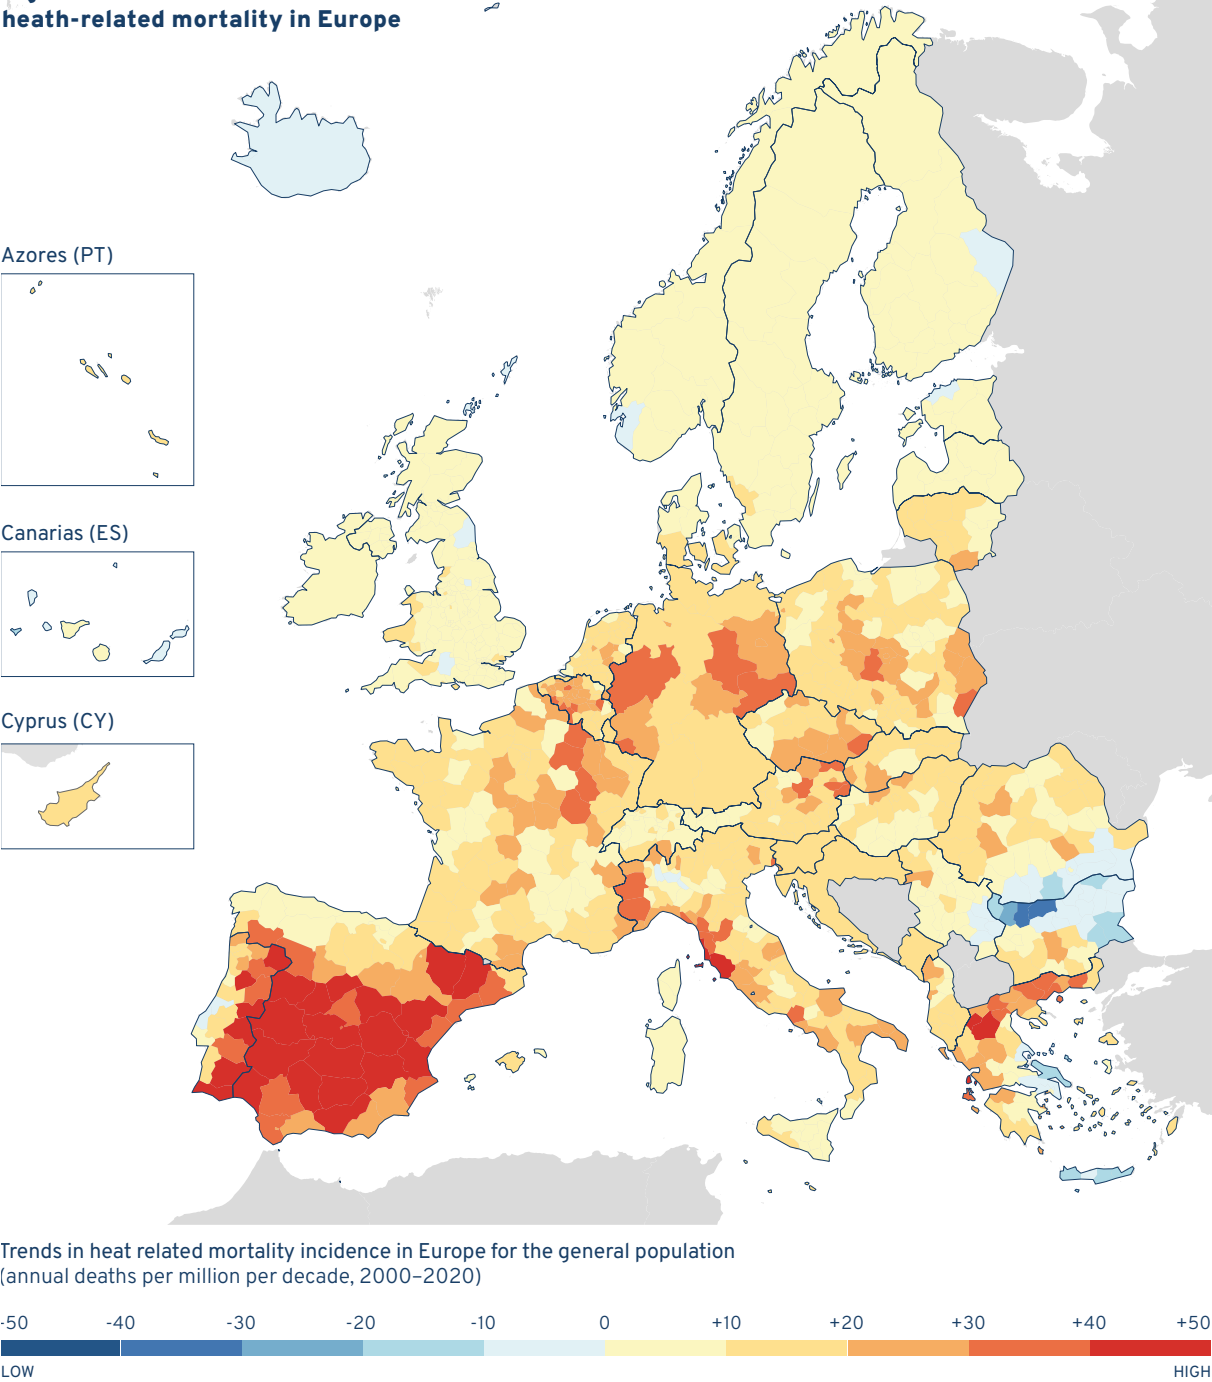 heath-related mortality in Europe
Azores (PT)
Canarias (ES)
Cyprus (CY)
Trends in heat related mortality incidence in Europe for the general population
(annual deaths per million per decade, 2000–2020)
-50 -40 -30 -20 -10 0 +10 +20 +30 +40 +50
LOW HIGH